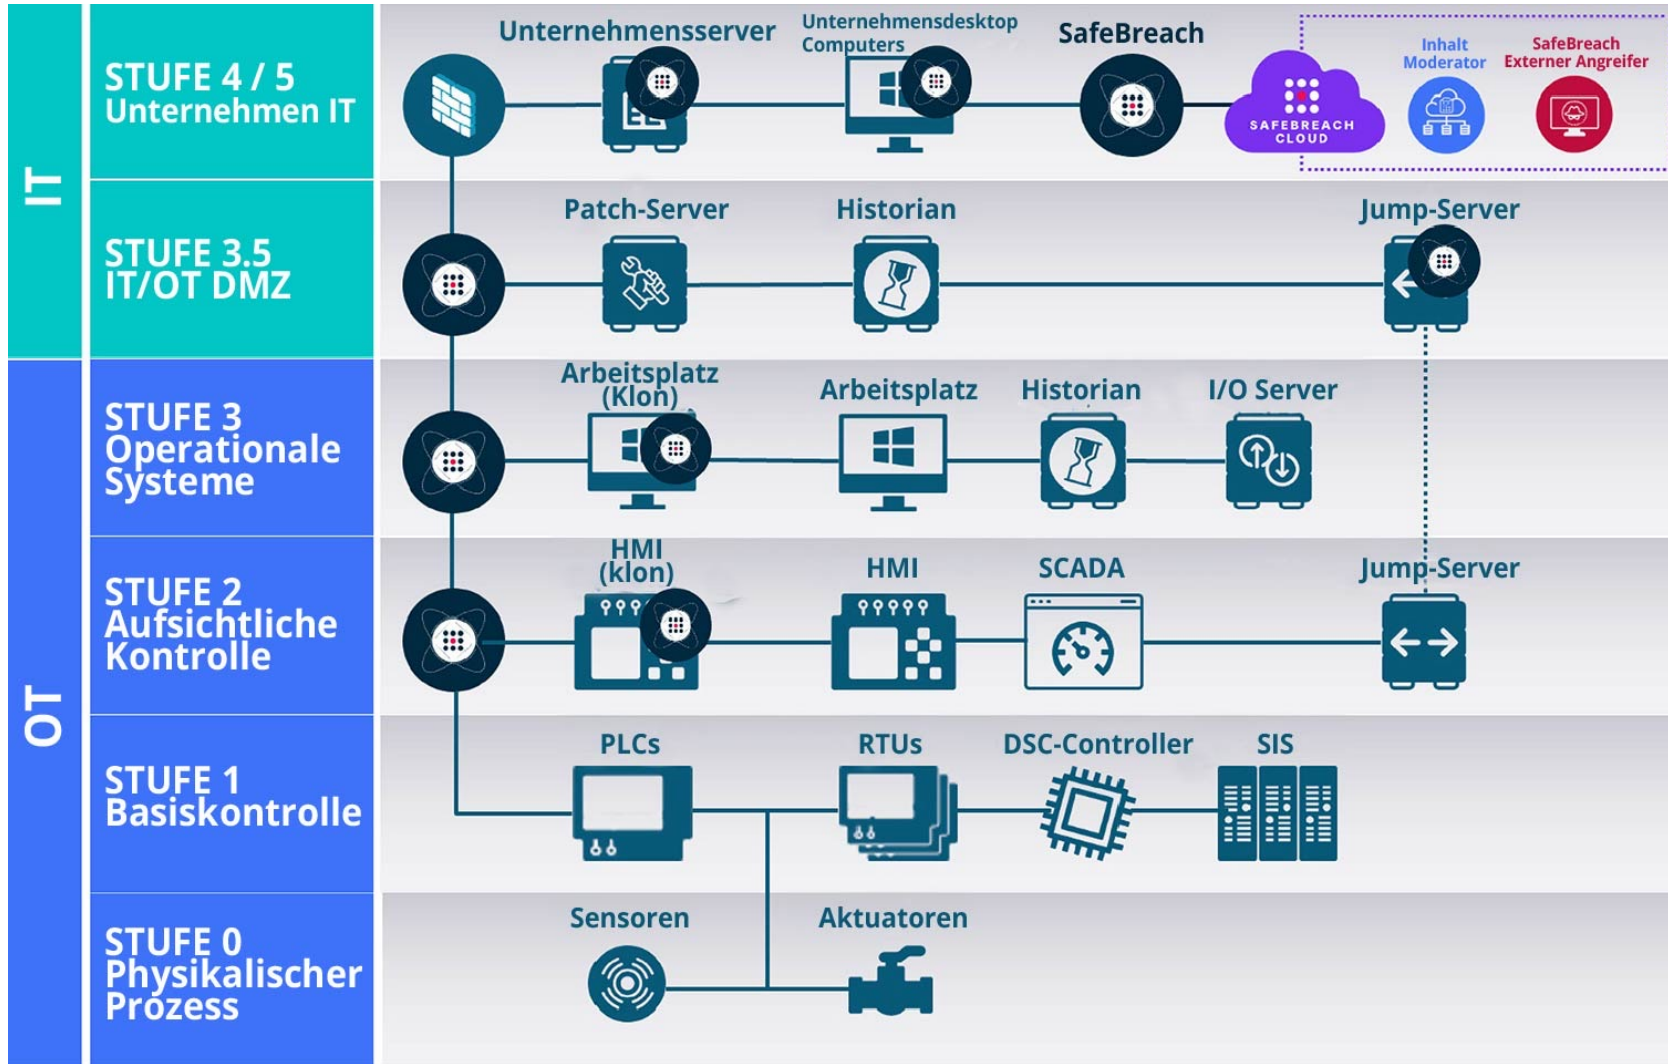 IT
STUFE 4 / 5
Unternehmen IT
Unternehmensserver
Unternehmensdesktop
Computers
SafeBreach
SAFEBREACH
CLOUD
Inhalt
Moderator
SafeBreach
Externer Angreifer
STUFE 3.5
IT/OT DMZ
Patch-Server
Historian
Jump-Server
OT
STUFE 3
Operationale
Systeme
Arbeitsplatz
(Klon)
Arbeitsplatz
Historian
I/O Server
STUFE 2
Aufsichtliche
Kontrolle
HMI
(klon)
HMI
SCADA
Jump-Server
STUFE 1
Basiskontrolle
PLCs
RTUs
DSC-Controller
SIS
STUFE 0
Physikalischer
Prozess
Sensoren
Aktuatoren